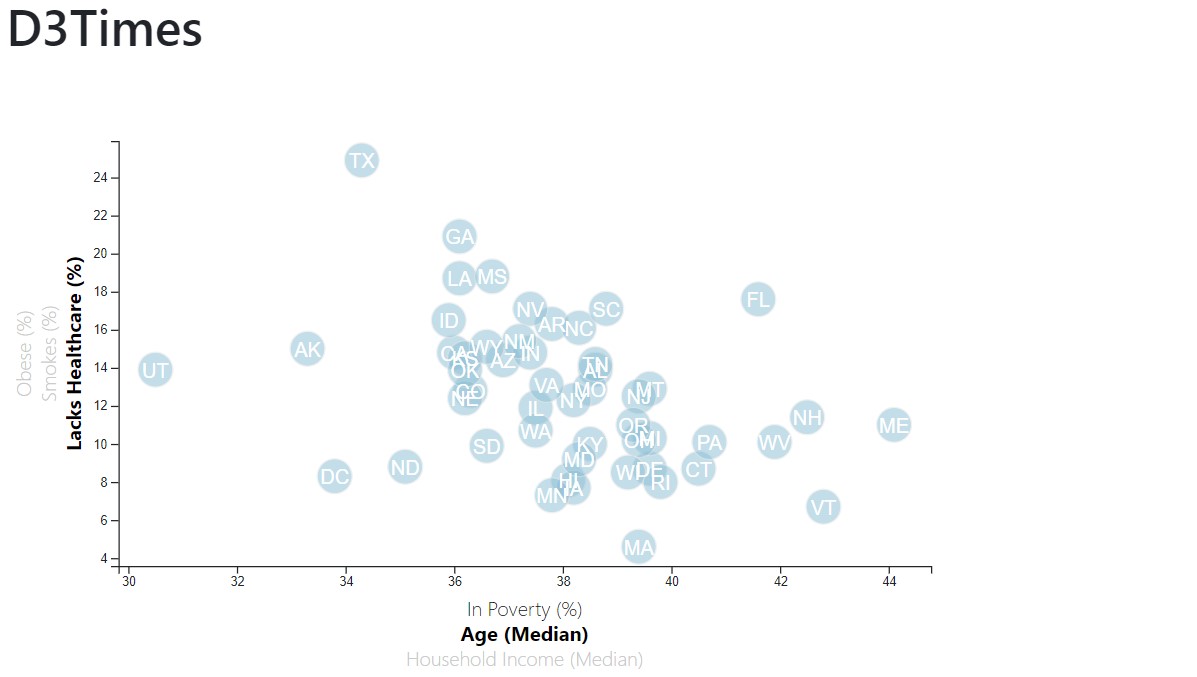 D3Times
TX
24
22
GA
20
LA MS
18
FL
NV SC
ID AR NC
16
NM
AK CA WY IN
KS AZ
14
TN
UT OK AL
CO VA MO MT
NE NY NJ
12
IL NH
WA OR ME
10
SD KY OH MI PA WV
MD
ND WI DE CT
8
DC HI RI
MN IA
VT
6
MA
4
30 32 34 36 38 40 42 44
Obese (%)
Smokes (%)
Lacks Healthcare (%)
In Poverty (%)
Age (Median)
Household Income (Median)